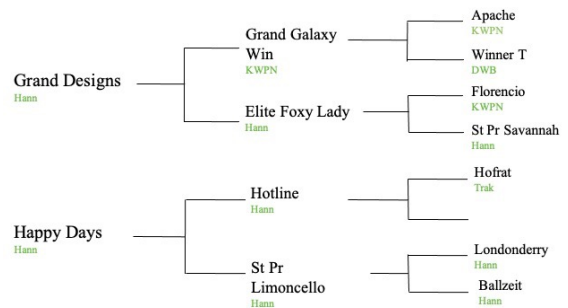 Grand Designs
Hann
Grand Galaxy
Win
KWPN
Apache
KWPN
Winner T
DWB
Elite Foxy Lady
Hann
Florencio
KWPN
St Pr Savannah
Hann
Happy Days
Hann
Hotline
Hann
Hofrat
Trak
St Pr
Limoncello
Hann
Londonderry
Hann
Ballzeit
Hann